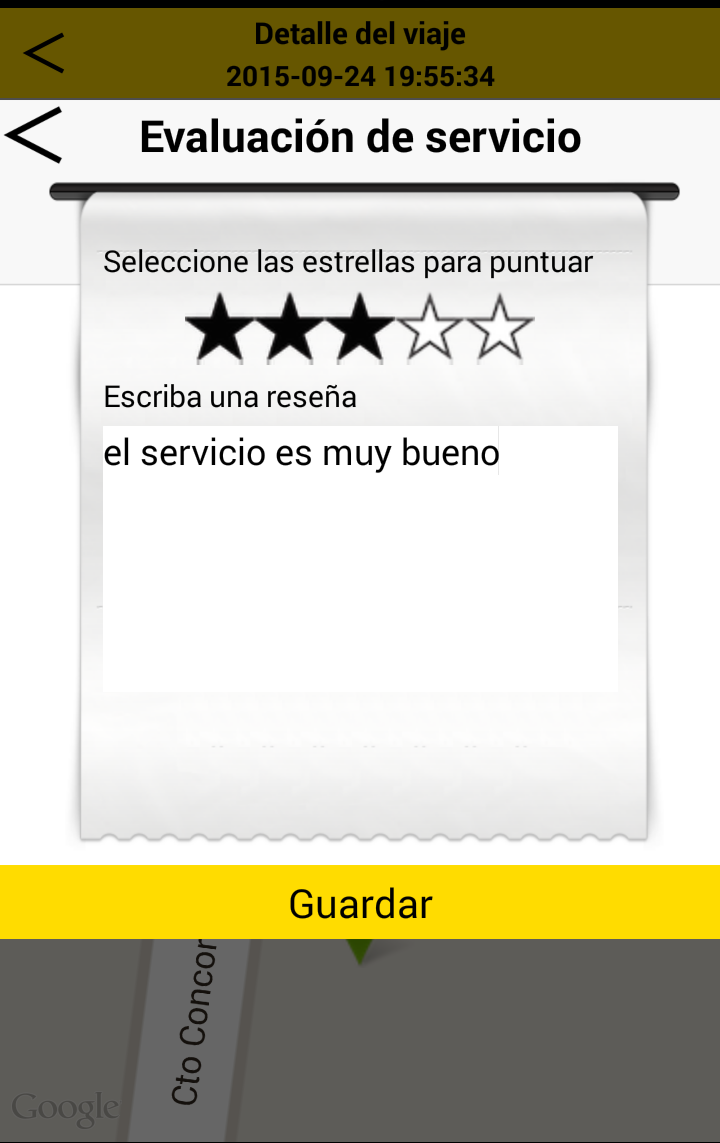 Detalle del viaje
2015-09-24 19:55:34
Evaluación de servicio
Seleccione las estrellas para puntuar
Escriba una reseña
el servicio es muy bueno
Guardar
Cto Concor
Google